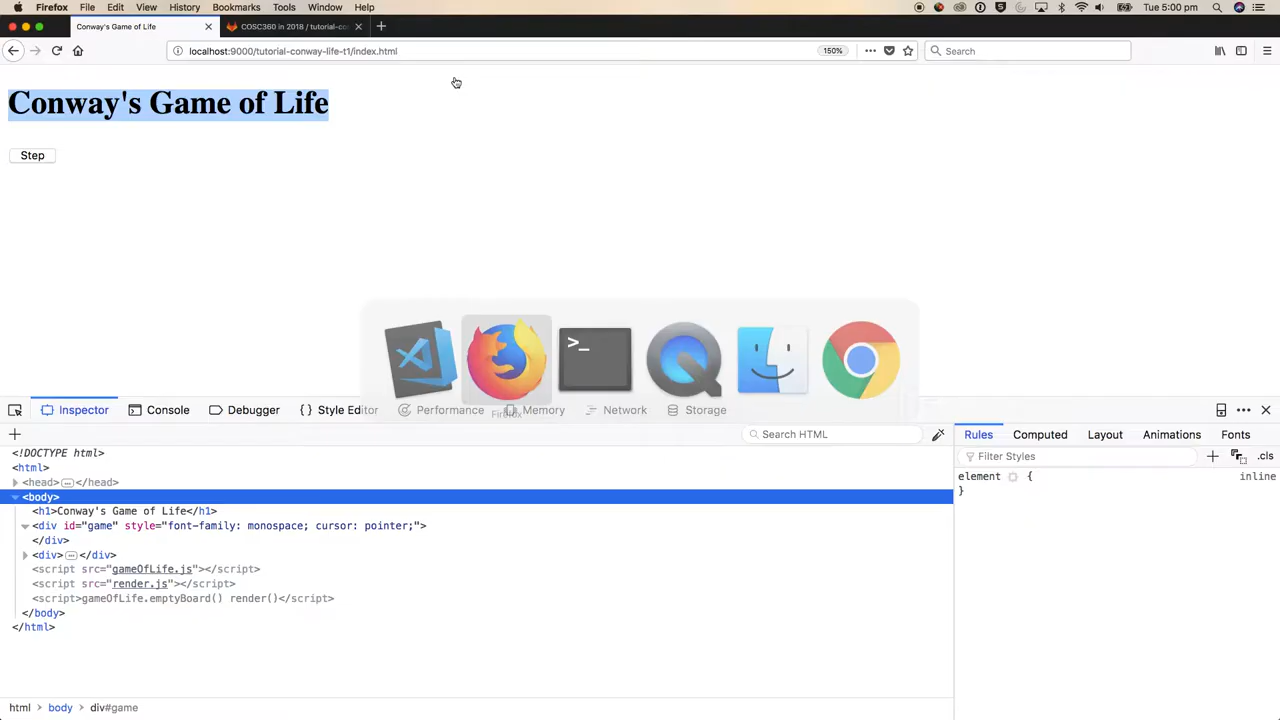 Firefox File Edit View History Bookmarks Tools Window Help Tue 5:00 pm
Conway's Game of Life COSC360 in 2018 / tutorial-co
localhost:9000/tutorial-conway-life-t1/index.html 150% Search
Conway's Game of Life
Step
>_
Firefox
Inspector Console Debugger { } Style Editor Performance Memory Network Storage
Search HTML
Rules Computed Layout Animations Fonts
Filter Styles .cls
<!DOCTYPE html>
element { inline
<html>
}
<head></head>
<body>
<h1>Conway's Game of Life</h1>
<div id="game" style="font-family: monospace; cursor: pointer;">
</div>
<div></div>
<script src="gameOfLife.js"></script>
<script src="render.js"></script>
<script>gameOfLife.emptyBoard() render()</script>
</body>
</html>
html > body > div#game